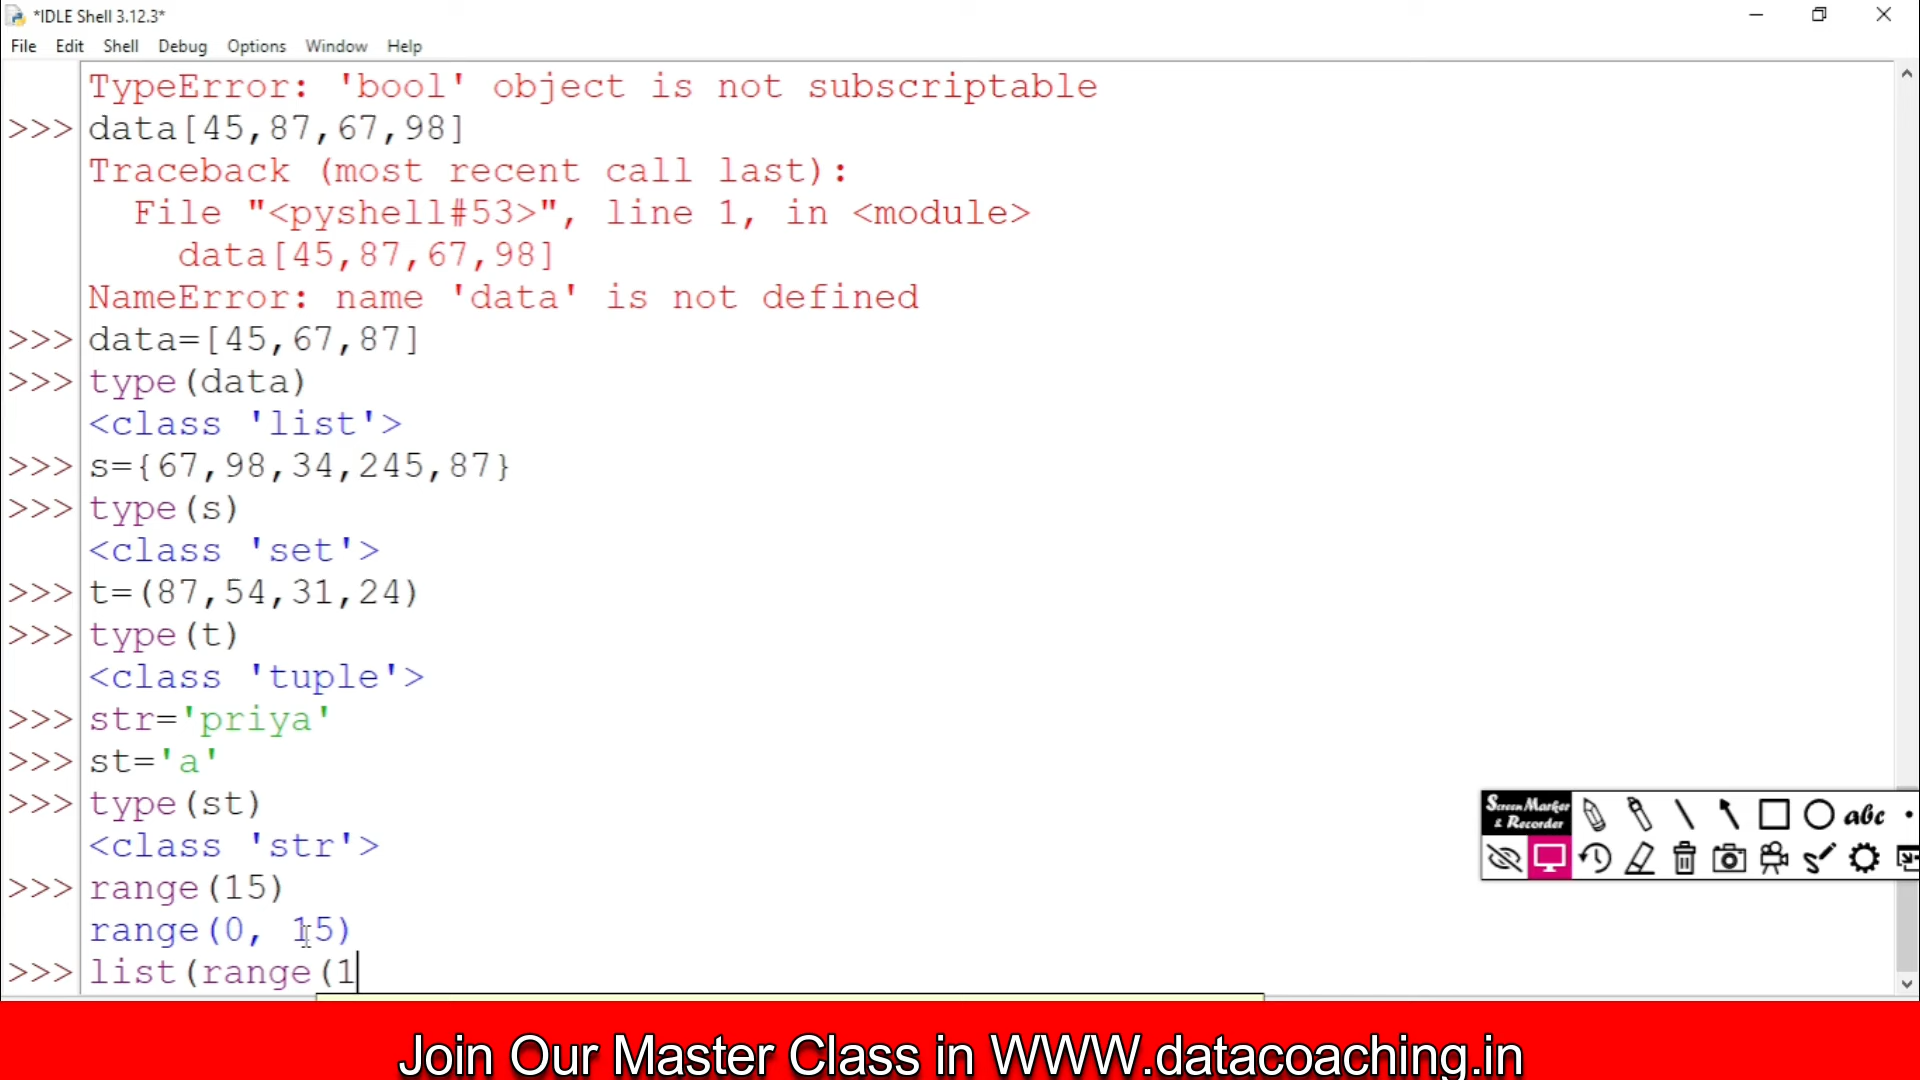 *IDLE Shell 3.12.3*
File Edit Shell Debug Options Window Help
TypeError: 'bool' object is not subscriptable
>>> data[45,87,67,98]
Traceback (most recent call last):
  File "<pyshell#53>", line 1, in <module>
    data[45,87,67,98]
NameError: name 'data' is not defined
>>> data=[45,67,87]
>>> type(data)
<class 'list'>
>>> s={67,98,34,245,87}
>>> type(s)
<class 'set'>
>>> t=(87,54,31,24)
>>> type(t)
<class 'tuple'>
>>> str='priya'
>>> st='a'
>>> type(st)
<class 'str'>
>>> range(15)
range(0, 15)
>>> list(range(1
Screen Marker
& Recorder
abc
Join Our Master Class in WWW.datacoaching.in